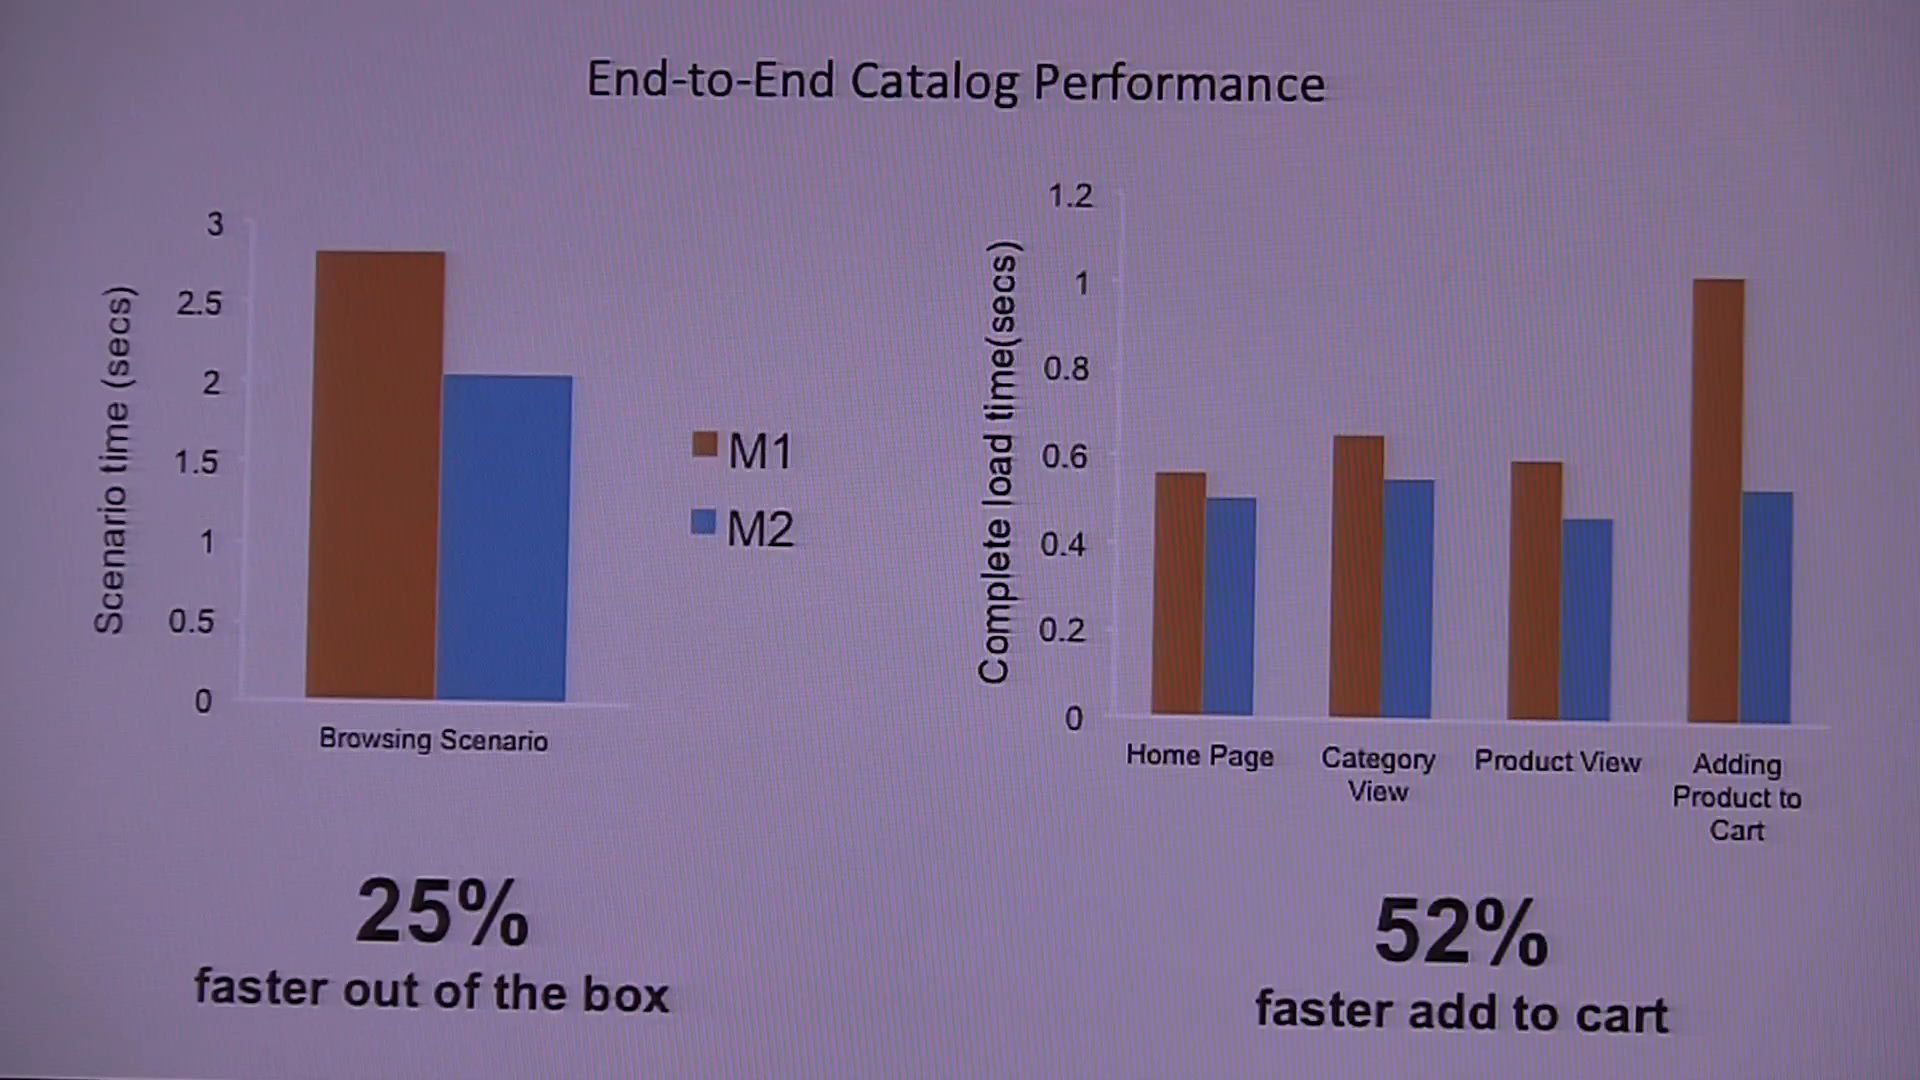 End-to-End Catalog Performance
Scenario time (secs)
3
2.5
2
1.5
1
0.5
0
Browsing Scenario
M1
M2
Complete load time(secs)
1.2
1
0.8
0.6
0.4
0.2
0
Home Page
Category
View
Product View
Adding
Product to
Cart
25%
faster out of the box
52%
faster add to cart